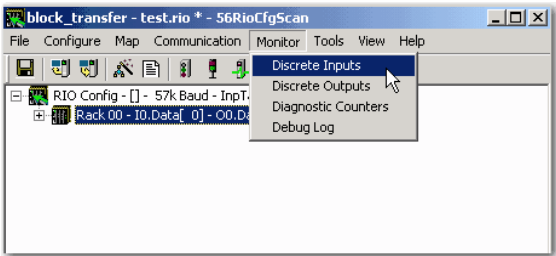 block_transfer - test.rio * - 56RioCfgScan
File Configure Map Communication Monitor Tools View Help
Discrete Inputs
Discrete Outputs
Diagnostic Counters
Debug Log
RIO Config - [] - 57k Baud - InpT
Rack 00 - I0.Data[ 0] - O0.Da